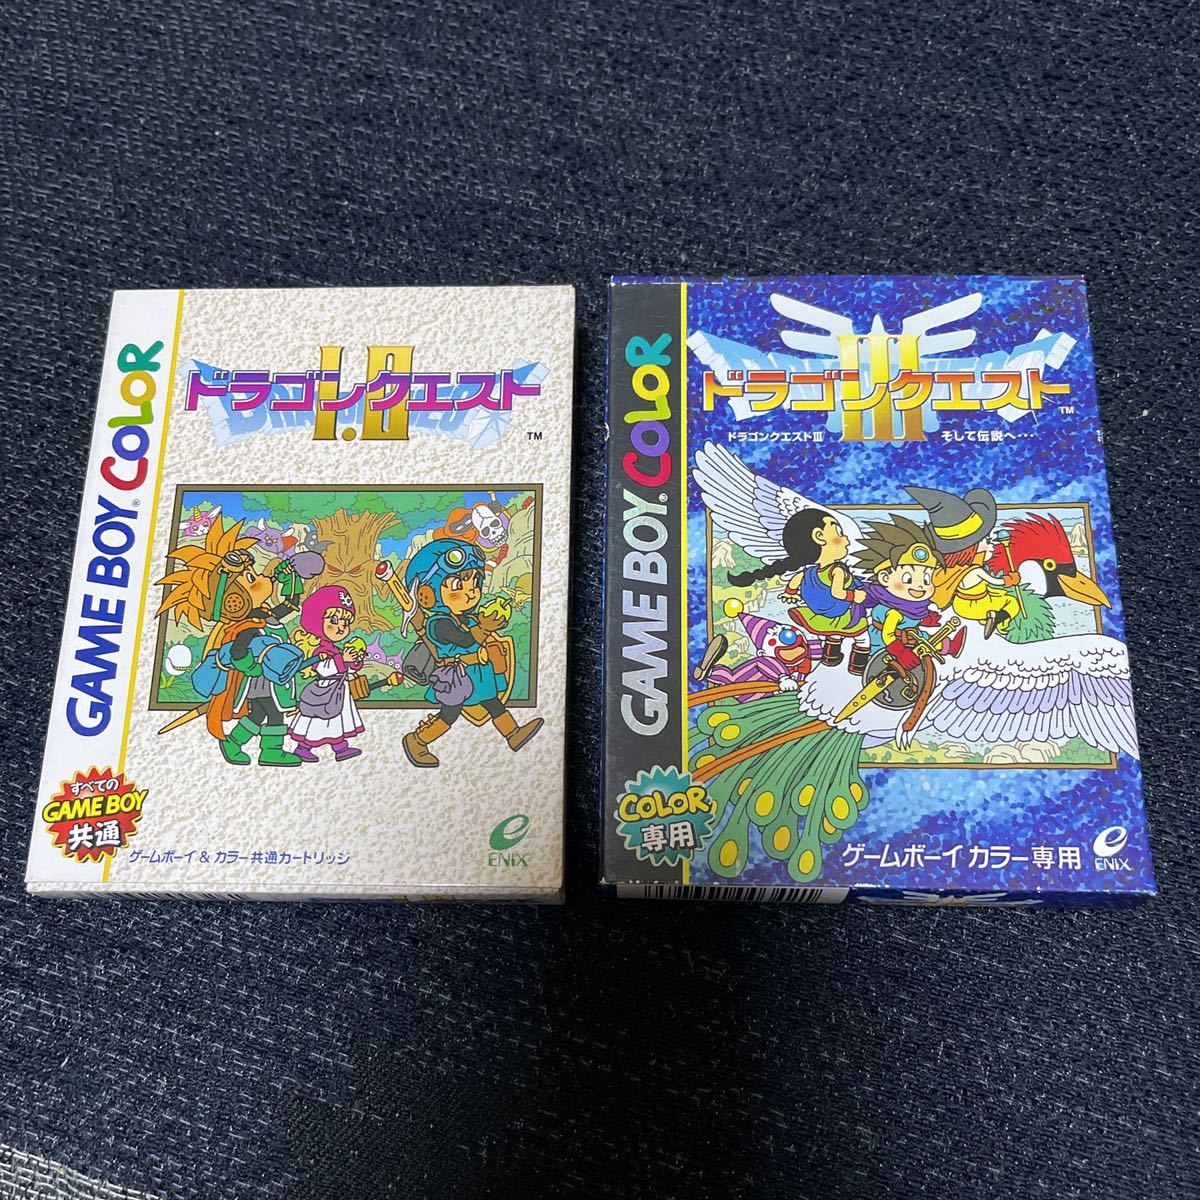 GAME BOY® COLOR
I・II
ドラゴンクエスト
™
すべての
GAME BOY
共通
ゲームボーイ & カラー共通カートリッジ
e
ENIX
GAME BOY® COLOR
III
ドラゴンクエスト
™
ドラゴンクエストIII そして伝説へ…
COLOR
専用
ゲームボーイ カラー専用
e
ENIX